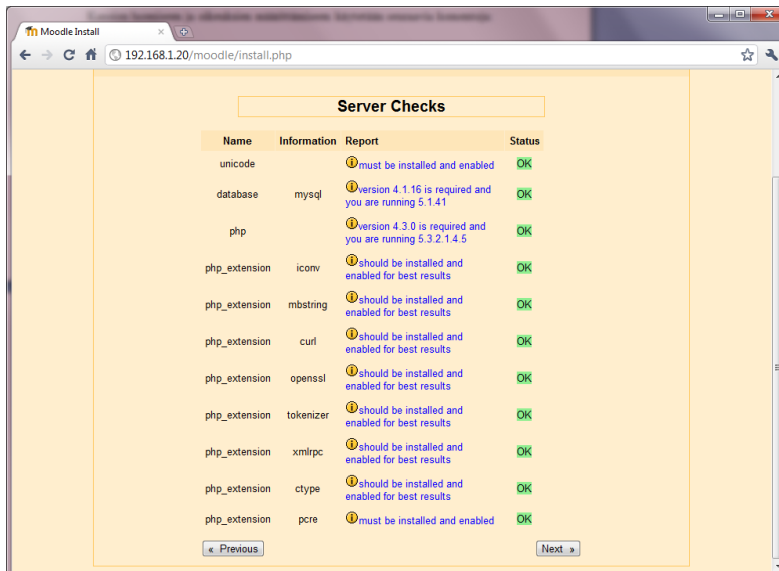 Moodle Install
192.168.1.20/moodle/install.php
Server Checks
Name Information Report Status
unicode must be installed and enabled OK
database mysql version 4.1.16 is required and you are running 5.1.41 OK
php version 4.3.0 is required and you are running 5.3.2.1.4.5 OK
php_extension iconv should be installed and enabled for best results OK
php_extension mbstring should be installed and enabled for best results OK
php_extension curl should be installed and enabled for best results OK
php_extension openssl should be installed and enabled for best results OK
php_extension tokenizer should be installed and enabled for best results OK
php_extension xmlrpc should be installed and enabled for best results OK
php_extension ctype should be installed and enabled for best results OK
php_extension pcre must be installed and enabled OK
« Previous Next »